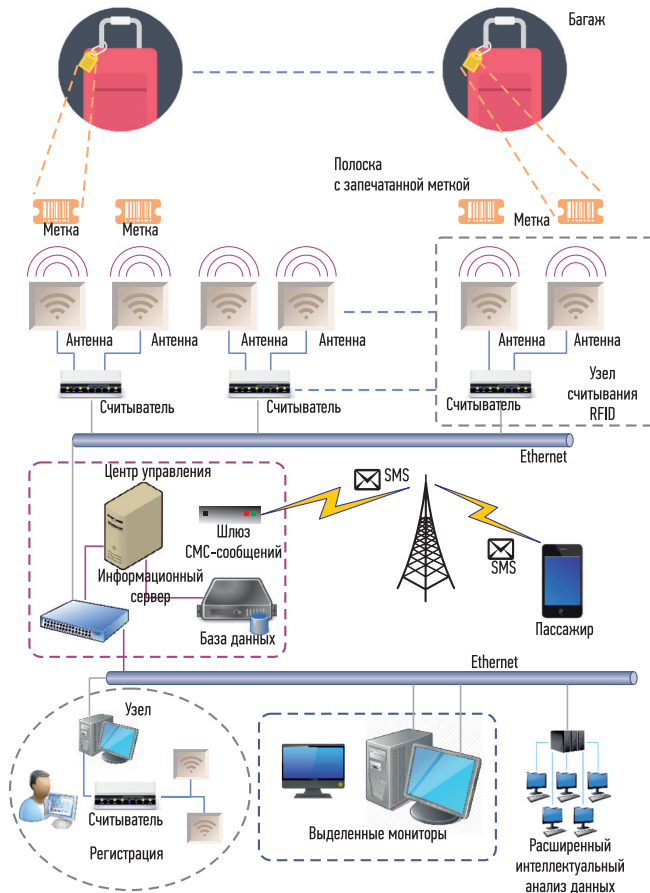 Багаж
Полоска
с запечатанной меткой
Метка
Метка
Метка
Антенна
Антенна
Антенна
Антенна
Антенна
Антенна
Считыватель
Считыватель
Считыватель
Узел
считывания
RFID
Ethernet
Центр управления
SMS
Шлюз
СМС-сообщений
Информационный
сервер
База данных
SMS
Пассажир
Ethernet
Узел
Считыватель
Регистрация
Выделенные мониторы
Расширенный
интеллектуальный
анализ данных